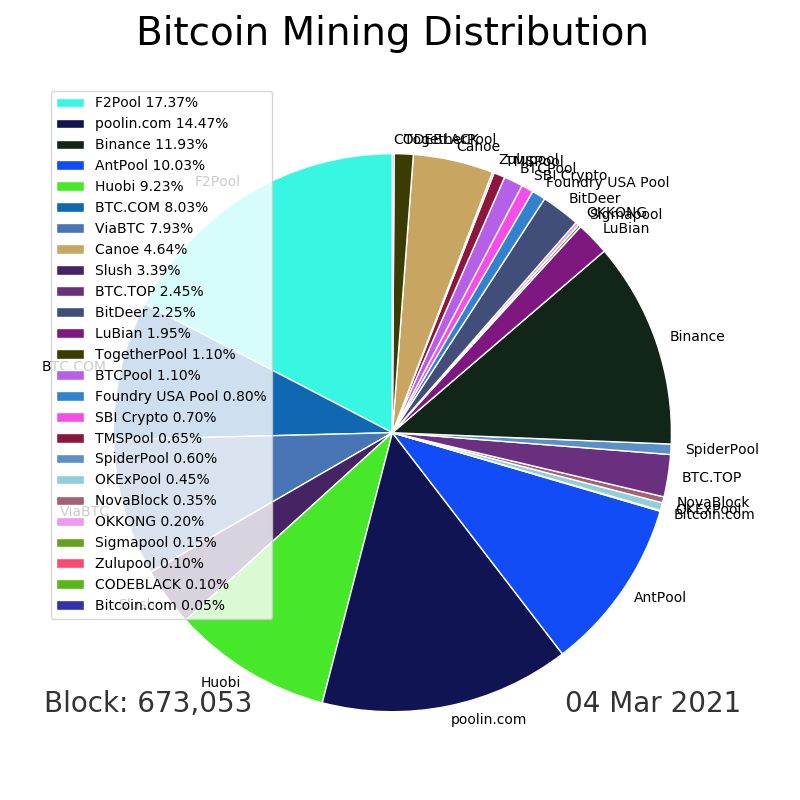 Bitcoin Mining Distribution
F2Pool 17.37%
poolin.com 14.47%
Binance 11.93%
AntPool 10.03%
Huobi 9.23%
BTC.COM 8.03%
ViaBTC 7.93%
Canoe 4.64%
Slush 3.39%
BTC.TOP 2.45%
BitDeer 2.25%
LuBian 1.95%
TogetherPool 1.10%
BTCPool 1.10%
Foundry USA Pool 0.80%
SBI Crypto 0.70%
TMSPool 0.65%
SpiderPool 0.60%
OKExPool 0.45%
NovaBlock 0.35%
OKKONG 0.20%
Sigmapool 0.15%
Zulupool 0.10%
CODEBLACK 0.10%
Bitcoin.com 0.05%
CODEBLACK
TogetherPool
Canoe
Zulupool
TMSPool
BTCPool
SBI Crypto
Foundry USA Pool
BitDeer
OKKONG
Sigmapool
LuBian
Binance
SpiderPool
BTC.TOP
NovaBlock
OKExPool
Bitcoin.com
AntPool
poolin.com
Huobi
Slush
ViaBTC
BTC.COM
F2Pool
Block: 673,053
04 Mar 2021